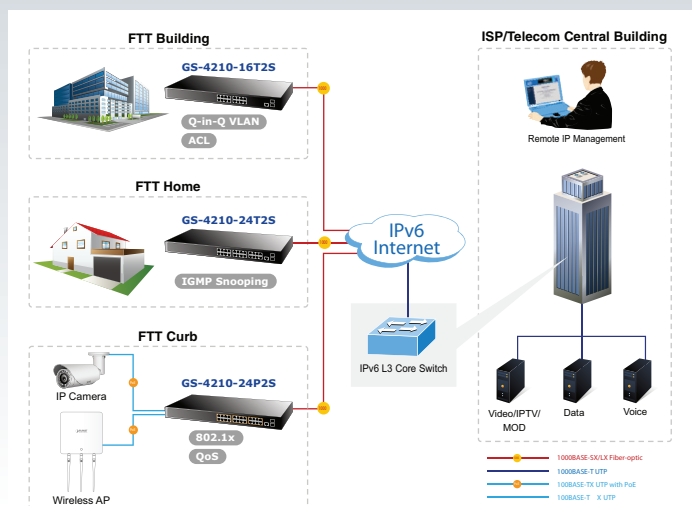 FTT Building
ISP/Telecom Central Building
GS-4210-16T2S
Q-in-Q VLAN
ACL
Remote IP Management
FTT Home
GS-4210-24T2S
IGMP Snooping
IPv6
Internet
IPv6 L3 Core Switch
FTT Curb
IP Camera
GS-4210-24P2S
802.1x
QoS
Wireless AP
Video/IPTV/
MOD
Data
Voice
1000BASE-SX/LX Fiber-optic
1000BASE-T UTP
100BASE-TX UTP with PoE
100BASE-T X UTP